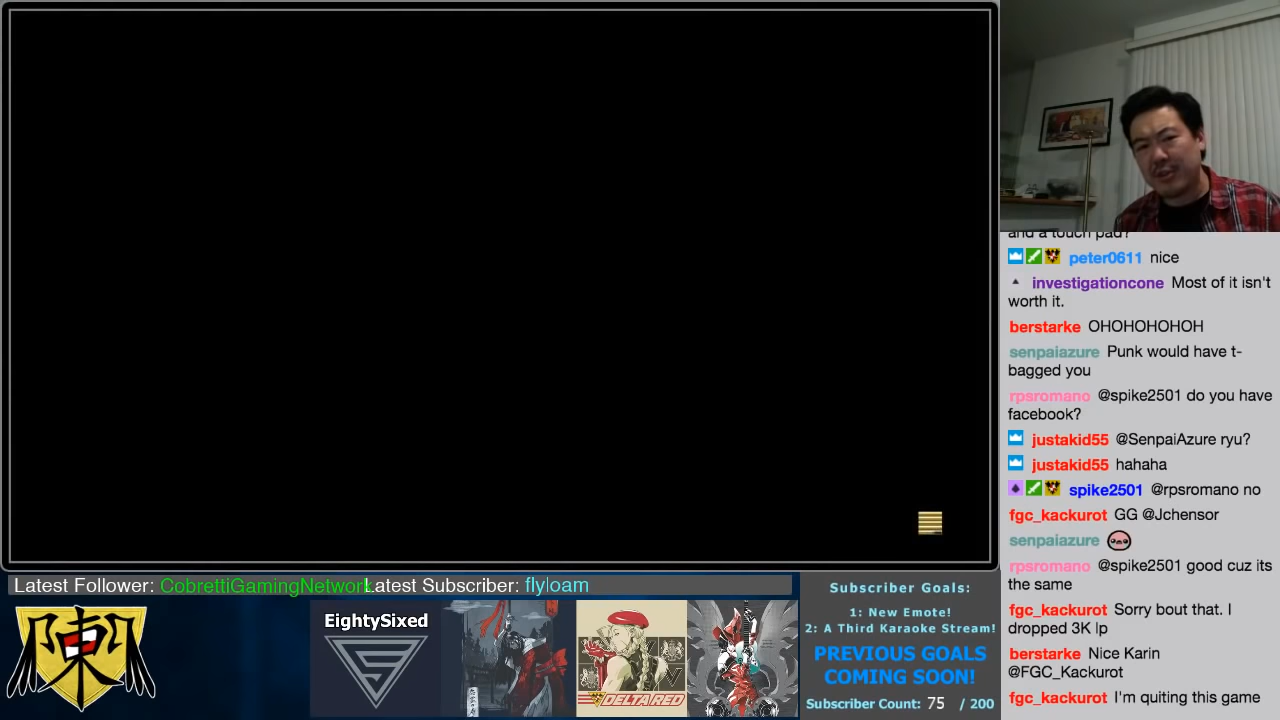 and a touch pad?
peter0611 nice
investigationcone Most of it isn't
worth it.
berstarke OHOHOHOHOH
senpaiazure Punk would have t-
bagged you
rpsromano @spike2501 do you have
facebook?
justakid55 @SenpaiAzure ryu?
justakid55 hahaha
spike2501 @rpsromano no
fgc_kackurot GG @Jchensor
senpaiazure
rpsromano @spike2501 good cuz its
the same
fgc_kackurot Sorry bout that. I
dropped 3K lp
berstarke Nice Karin
@FGC_Kackurot
fgc_kackurot I'm quiting this game
Latest Follower: CobrettiGamingNetwork
Latest Subscriber: flyloam
EightySixed
DELTA RED
Subscriber Goals:
1: New Emote!
2: A Third Karaoke Stream!
PREVIOUS GOALS
COMING SOON!
Subscriber Count: 75 / 200